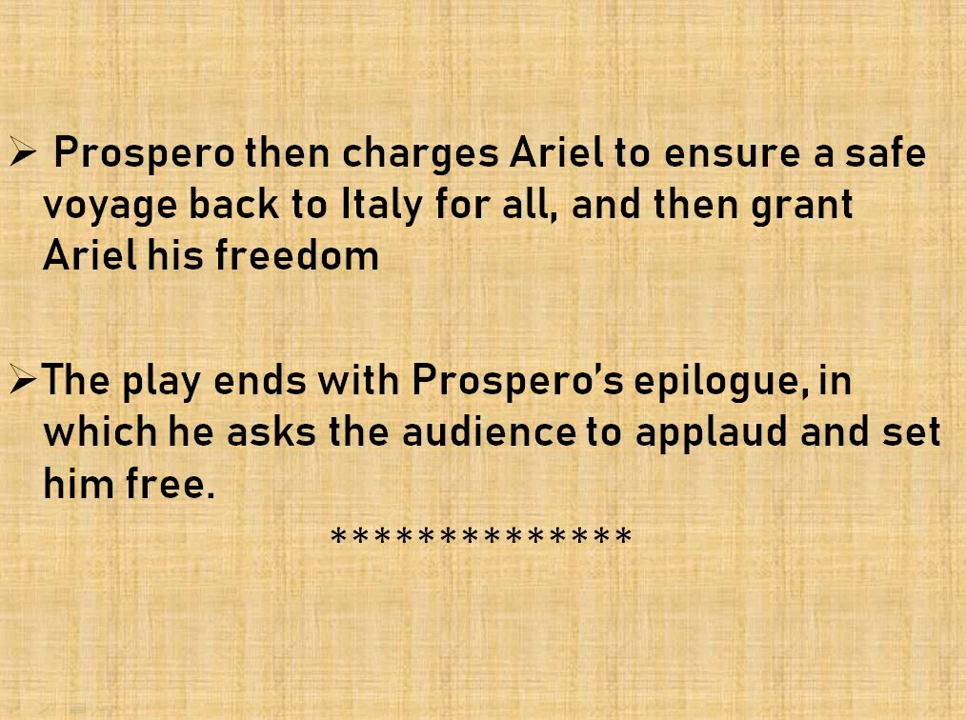 ➢ Prospero then charges Ariel to ensure a safe
voyage back to Italy for all, and then grant
Ariel his freedom
➢The play ends with Prospero’s epilogue, in
which he asks the audience to applaud and set
him free.
**************